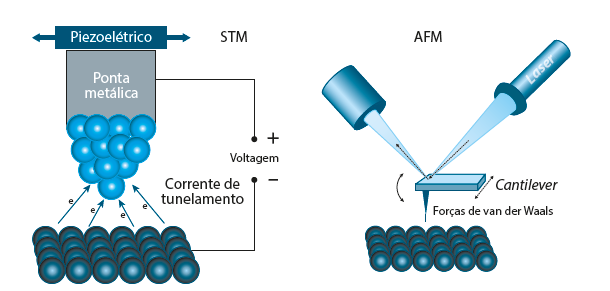 Piezoelétrico
STM
Ponta
metálica
+
Voltagem
−
Corrente de
tunelamento
e
e
e
e
AFM
Laser
Cantilever
Forças de van der Waals